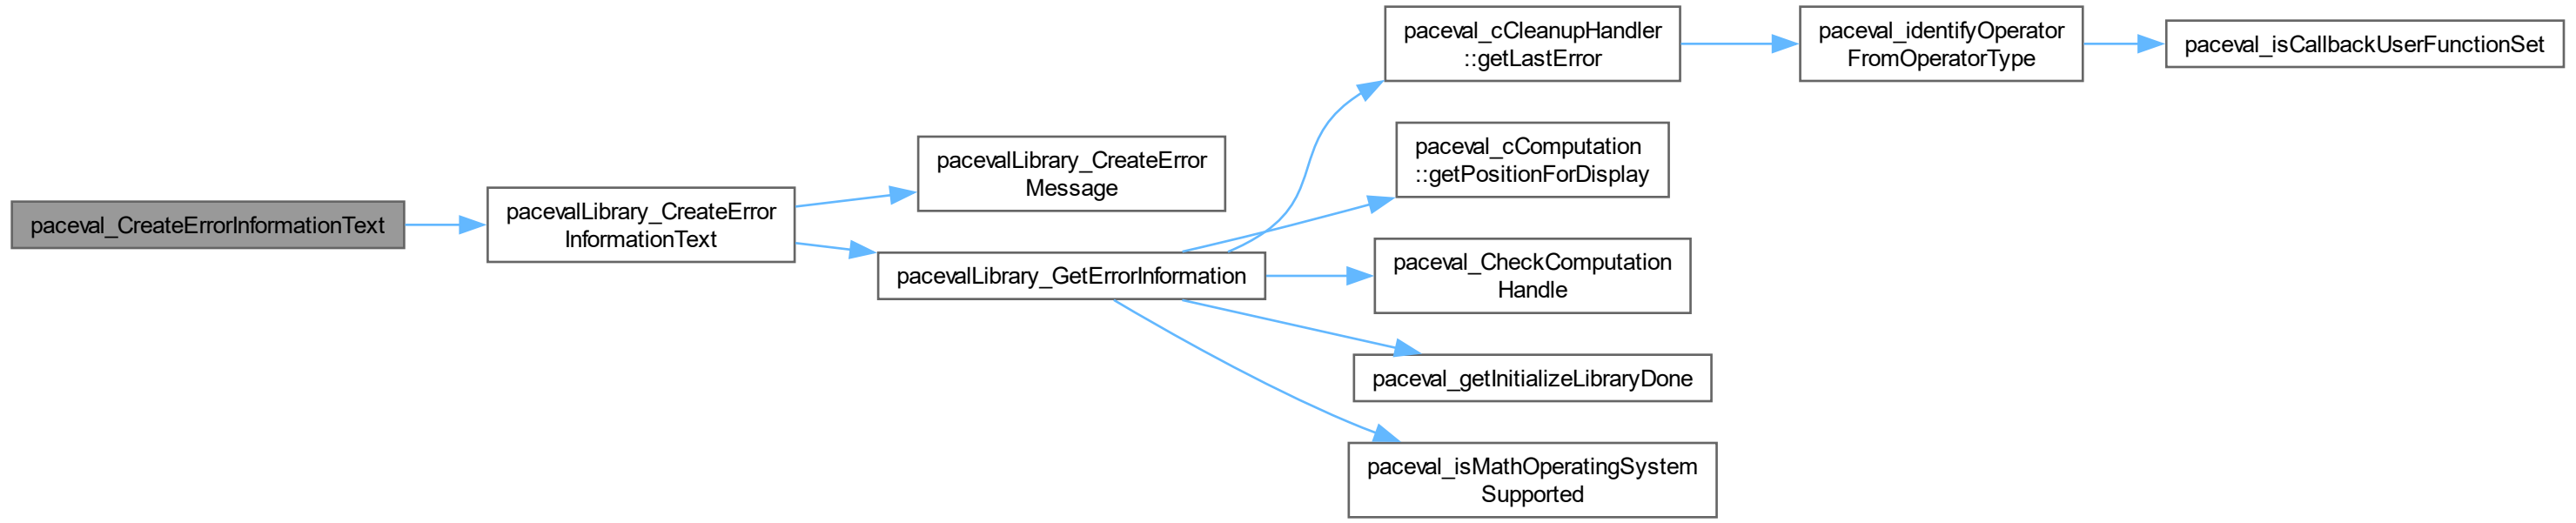 paceval_CreateErrorInformationText
pacevalLibrary_CreateError
InformationText
pacevalLibrary_CreateError
Message
pacevalLibrary_GetErrorInformation
paceval_cCleanupHandler
::getLastError
paceval_cComputation
::getPositionForDisplay
paceval_CheckComputation
Handle
paceval_getInitializeLibraryDone
paceval_isMathOperatingSystem
Supported
paceval_identifyOperator
FromOperatorType
paceval_isCallbackUserFunctionSet